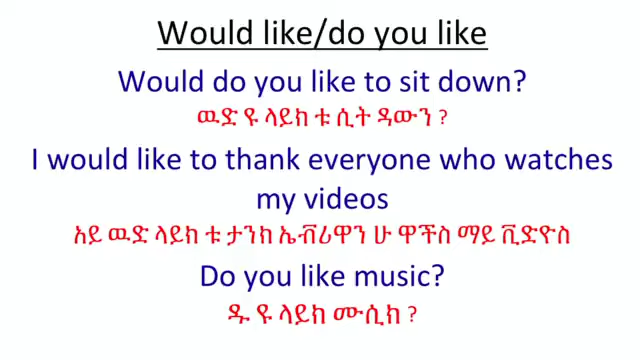 Would like/do you like
Would do you like to sit down?
ዉድ ዩ ላይክ ቱ ሲት ዳውን ?
I would like to thank everyone who watches
my videos
አይ ዉድ ላይክ ቱ ታንክ ኤብሪዋን ሁ ዋችስ ማይ ቪድዮስ
Do you like music?
ዱ ዩ ላይክ ሙሲክ ?